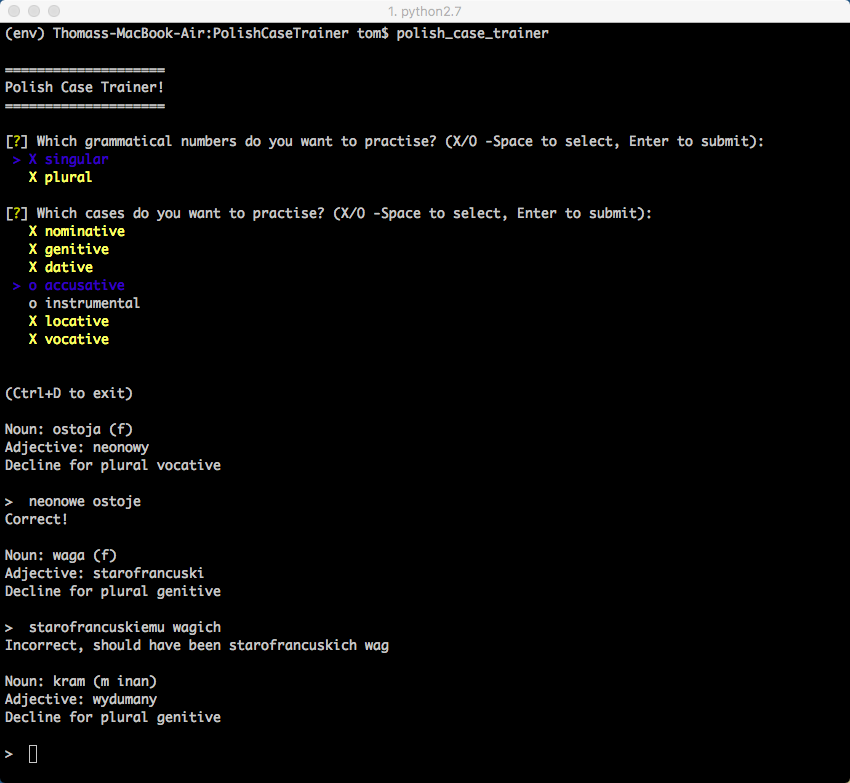 1. python2.7
(env) Thomass-MacBook-Air:PolishCaseTrainer tom$ polish_case_trainer
====================
Polish Case Trainer!
====================
[?] Which grammatical numbers do you want to practise? (X/O -Space to select, Enter to submit):
> X singular
X plural
[?] Which cases do you want to practise? (X/O -Space to select, Enter to submit):
X nominative
X genitive
X dative
> o accusative
o instrumental
X locative
X vocative
(Ctrl+D to exit)
Noun: ostoja (f)
Adjective: neonowy
Decline for plural vocative
>  neonowe ostoje
Correct!
Noun: waga (f)
Adjective: starofrancuski
Decline for plural genitive
>  starofrancuskiemu wagich
Incorrect, should have been starofrancuskich wag
Noun: kram (m inan)
Adjective: wydumany
Decline for plural genitive
>